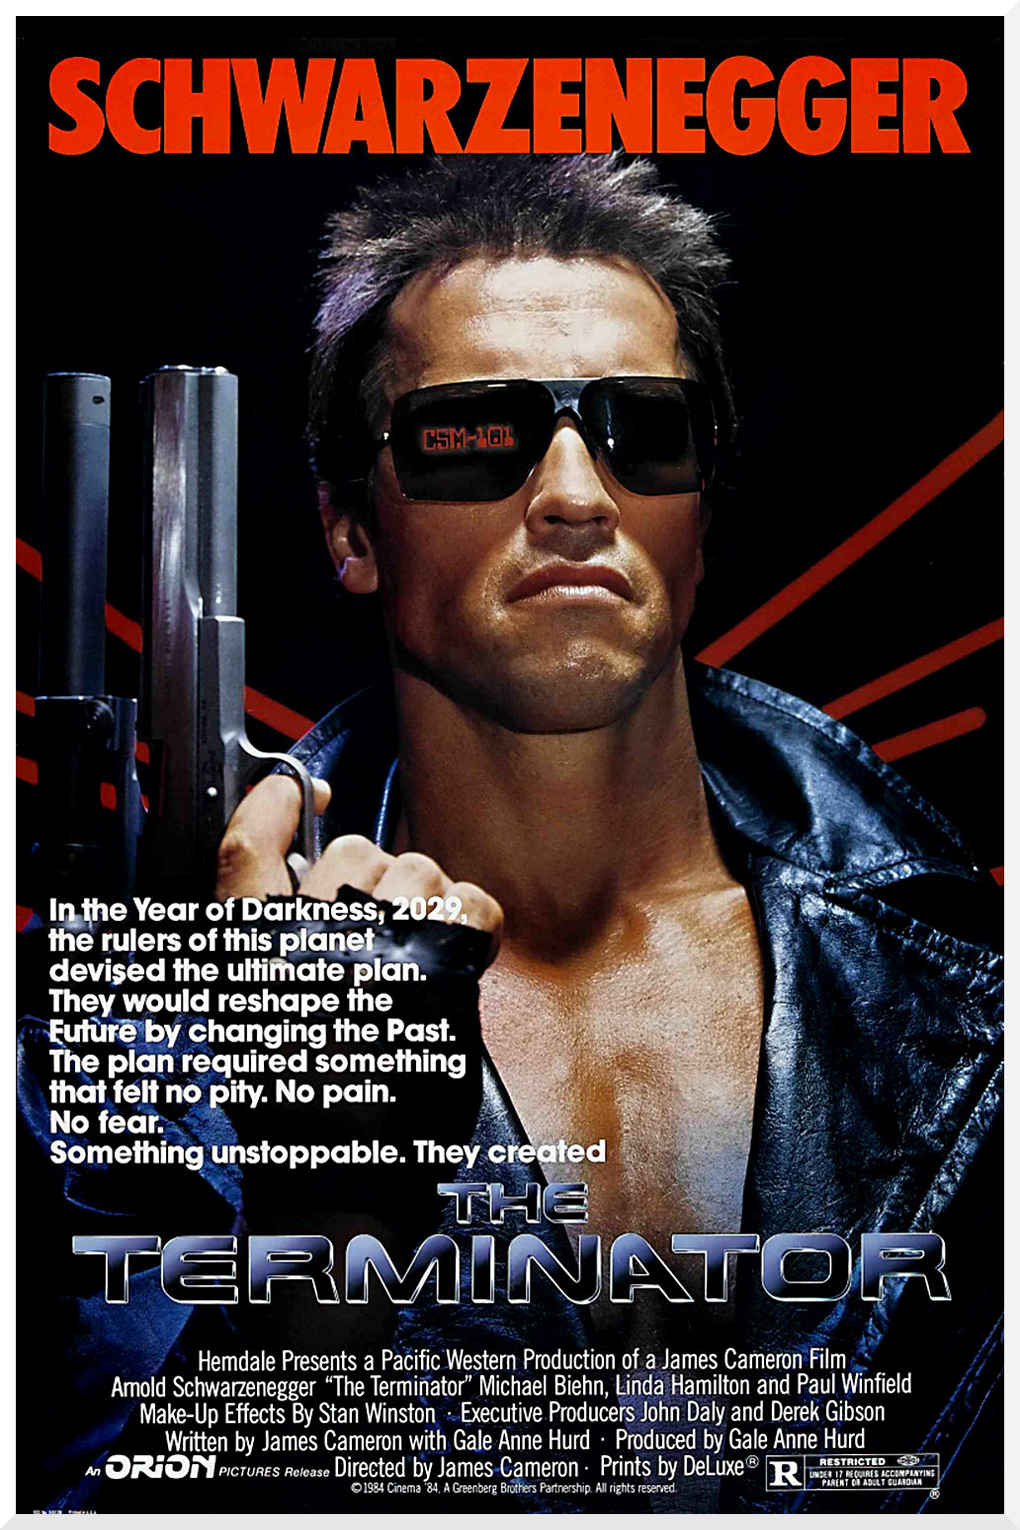 SCHWARZENEGGER
CSM-101
In the Year of Darkness, 2029,
the rulers of this planet
devised the ultimate plan.
They would reshape the
Future by changing the Past.
The plan required something
that felt no pity. No pain.
No fear.
Something unstoppable. They created
THE
TERMINATOR
Hemdale Presents a Pacific Western Production of a James Cameron Film
Arnold Schwarzenegger “The Terminator” Michael Biehn, Linda Hamilton and Paul Winfield
Make-Up Effects By Stan Winston · Executive Producers John Daly and Derek Gibson
Written by James Cameron with Gale Anne Hurd · Produced by Gale Anne Hurd
An ORION PICTURES Release Directed by James Cameron · Prints by DeLuxe®
R RESTRICTED
UNDER 17 REQUIRES ACCOMPANYING
PARENT OR ADULT GUARDIAN
®
©1984 Cinema '84, A Greenberg Brothers Partnership. All rights reserved.